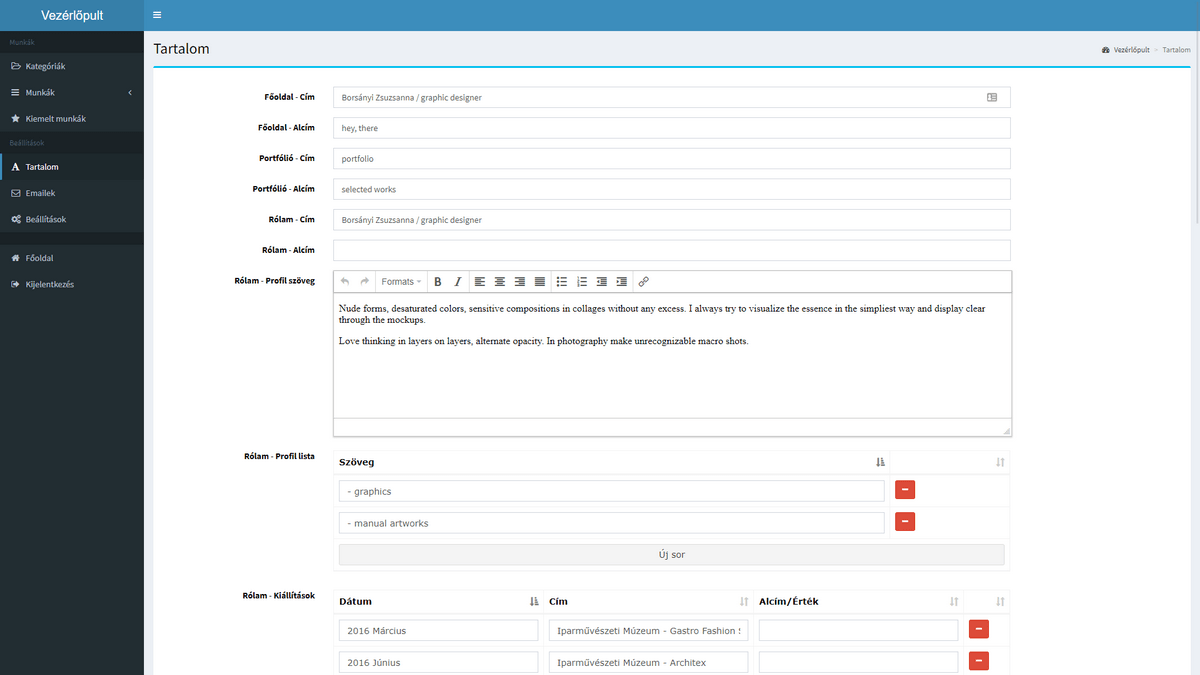 Vezérlőpult
Munkák
Kategóriák
Munkák
Kiemelt munkák
Beállítások
Tartalom
Emailek
Beállítások
Főoldal
Kijelentkezés
Tartalom
Vezérlőpult > Tartalom
Főoldal - Cím
Borsányi Zsuzsanna / graphic designer
Főoldal - Alcím
hey, there
Portfólió - Cím
portfolio
Portfólió - Alcím
selected works
Rólam - Cím
Borsányi Zsuzsanna / graphic designer
Rólam - Alcím
Rólam - Profil szöveg
Formats B I
Nude forms, desaturated colors, sensitive compositions in collages without any excess. I always try to visualize the essence in the simpliest way and display clear
through the mockups.
Love thinking in layers on layers, alternate opacity. In photography make unrecognizable macro shots.
Rólam - Profil lista
Szöveg
- graphics
- manual artworks
Új sor
Rólam - Kiállítások
Dátum Cím Alcím/Érték
2016 Március Iparművészeti Múzeum - Gastro Fashion
2016 Június Iparművészeti Múzeum - Architex